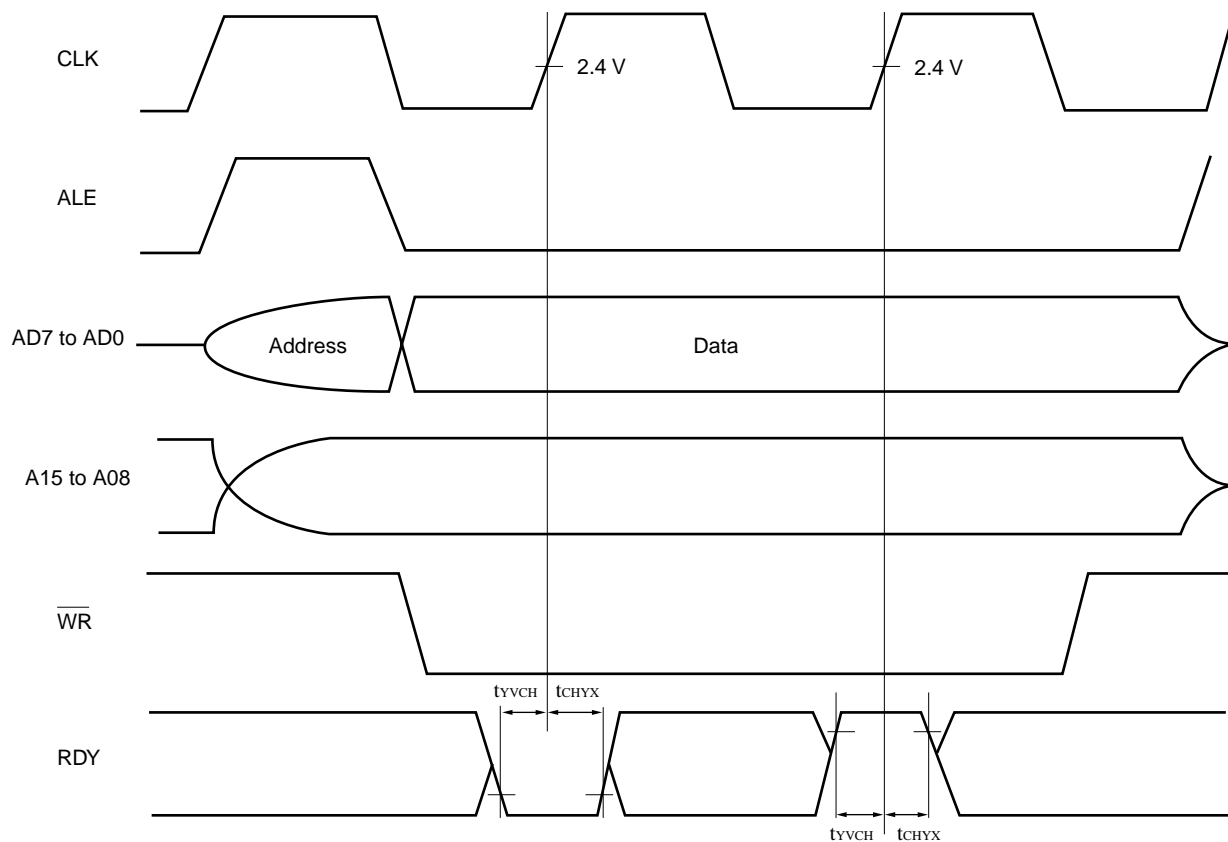 CLK
2.4 V
2.4 V
ALE
AD7 to AD0
Address
Data
A15 to A08
WR
tYVCH
tCHYX
RDY
tYVCH
tCHYX